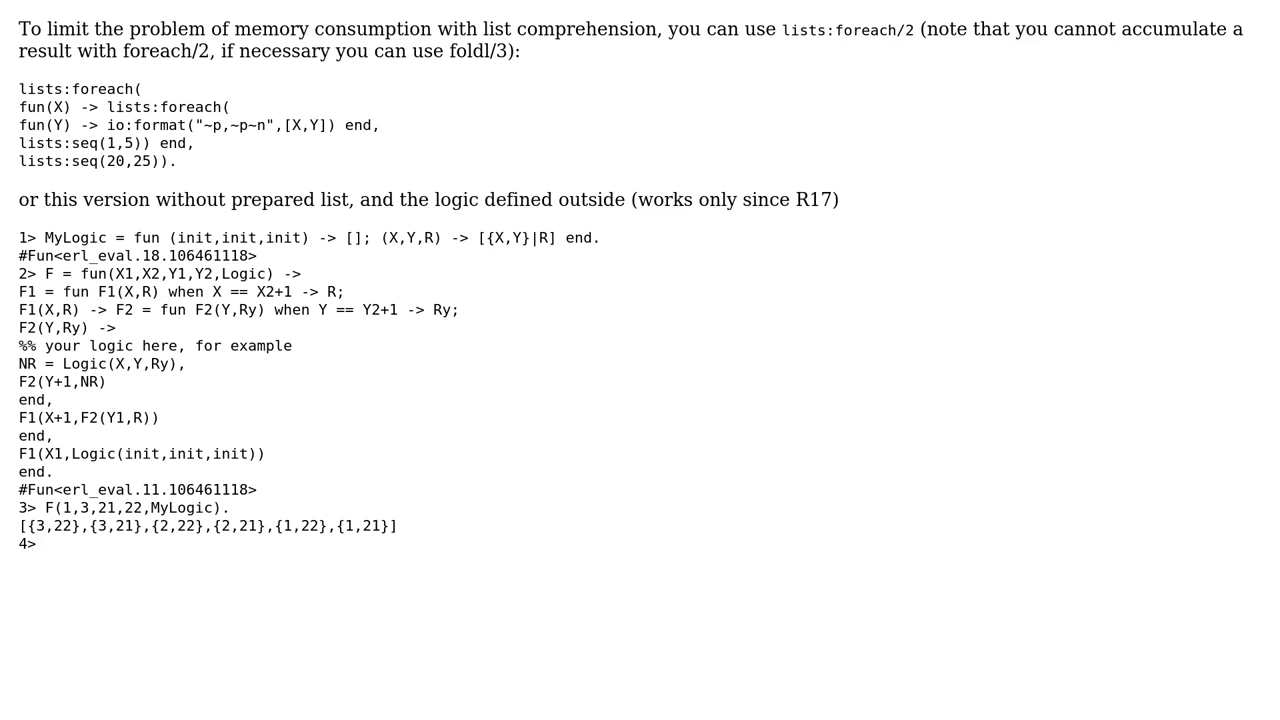 To limit the problem of memory consumption with list comprehension, you can use lists:foreach/2 (note that you cannot accumulate a
result with foreach/2, if necessary you can use foldl/3):
lists:foreach(
fun(X) -> lists:foreach(
fun(Y) -> io:format("~p,~p~n",[X,Y]) end,
lists:seq(1,5)) end,
lists:seq(20,25)).
or this version without prepared list, and the logic defined outside (works only since R17)
1> MyLogic = fun (init,init,init) -> []; (X,Y,R) -> [{X,Y}|R] end.
#Fun<erl_eval.18.106461118>
2> F = fun(X1,X2,Y1,Y2,Logic) ->
F1 = fun F1(X,R) when X == X2+1 -> R;
F1(X,R) -> F2 = fun F2(Y,Ry) when Y == Y2+1 -> Ry;
F2(Y,Ry) ->
%% your logic here, for example
NR = Logic(X,Y,Ry),
F2(Y+1,NR)
end,
F1(X+1,F2(Y1,R))
end,
F1(X1,Logic(init,init,init))
end.
#Fun<erl_eval.11.106461118>
3> F(1,3,21,22,MyLogic).
[{3,22},{3,21},{2,22},{2,21},{1,22},{1,21}]
4>